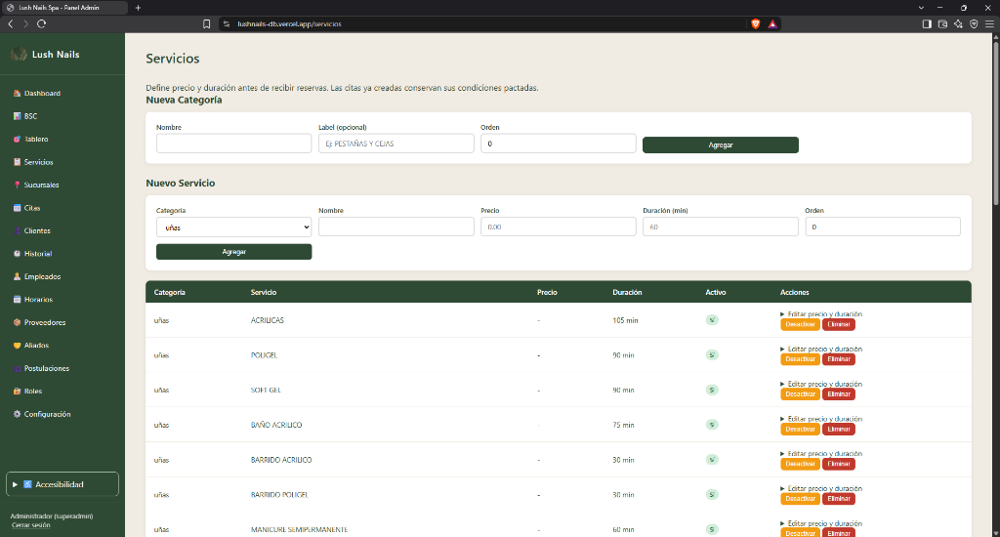 Lush Nails Spa - Panel Admin
lushnails-db.vercel.app/servicios
Lush Nails
Dashboard
BSC
Tablero
Servicios
Sucursales
Citas
Clientes
Historial
Empleados
Horarios
Proveedores
Aliados
Postulaciones
Roles
Configuración
Accesibilidad
Administrador (superadmin)
Cerrar sesión
Servicios
Define precio y duración antes de recibir reservas. Las citas ya creadas conservan sus condiciones pactadas.
Nueva Categoría
Nombre Label (opcional) Orden
Ej: PESTAÑAS Y CEJAS 0 Agregar
Nuevo Servicio
Categoría Nombre Precio Duración (min) Orden
uñas 0.00 60 0
Agregar
Categoría Servicio Precio Duración Activo Acciones
uñas ACRILICAS - 105 min Sí Editar precio y duración
Desactivar Eliminar
uñas POLIGEL - 90 min Sí Editar precio y duración
Desactivar Eliminar
uñas SOFT GEL - 90 min Sí Editar precio y duración
Desactivar Eliminar
uñas BAÑO ACRILICO - 75 min Sí Editar precio y duración
Desactivar Eliminar
uñas BARRIDO ACRILICO - 30 min Sí Editar precio y duración
Desactivar Eliminar
uñas BARRIDO POLIGEL - 30 min Sí Editar precio y duración
Desactivar Eliminar
uñas MANICURE SEMIPERMANENTE - 60 min Sí Editar precio y duración
Desactivar Eliminar